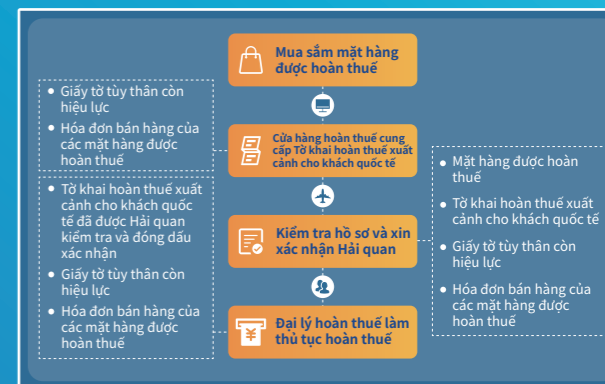 Mua sắm mặt hàng
được hoàn thuế
• Giấy tờ tùy thân còn
hiệu lực
• Hóa đơn bán hàng của
các mặt hàng được
hoàn thuế
Cửa hàng hoàn thuế cung
cấp Tờ khai hoàn thuế xuất
cảnh cho khách quốc tế
• Mặt hàng được hoàn
thuế
• Tờ khai hoàn thuế xuất
cảnh cho khách quốc tế
• Giấy tờ tùy thân còn
hiệu lực
• Hóa đơn bán hàng của
các mặt hàng được
hoàn thuế
Kiểm tra hồ sơ và xin
xác nhận Hải quan
• Tờ khai hoàn thuế xuất
cảnh cho khách quốc
tế đã được Hải quan
kiểm tra và đóng dấu
xác nhận
• Giấy tờ tùy thân còn
hiệu lực
• Hóa đơn bán hàng của
các mặt hàng được
hoàn thuế
¥
Đại lý hoàn thuế làm
thủ tục hoàn thuế